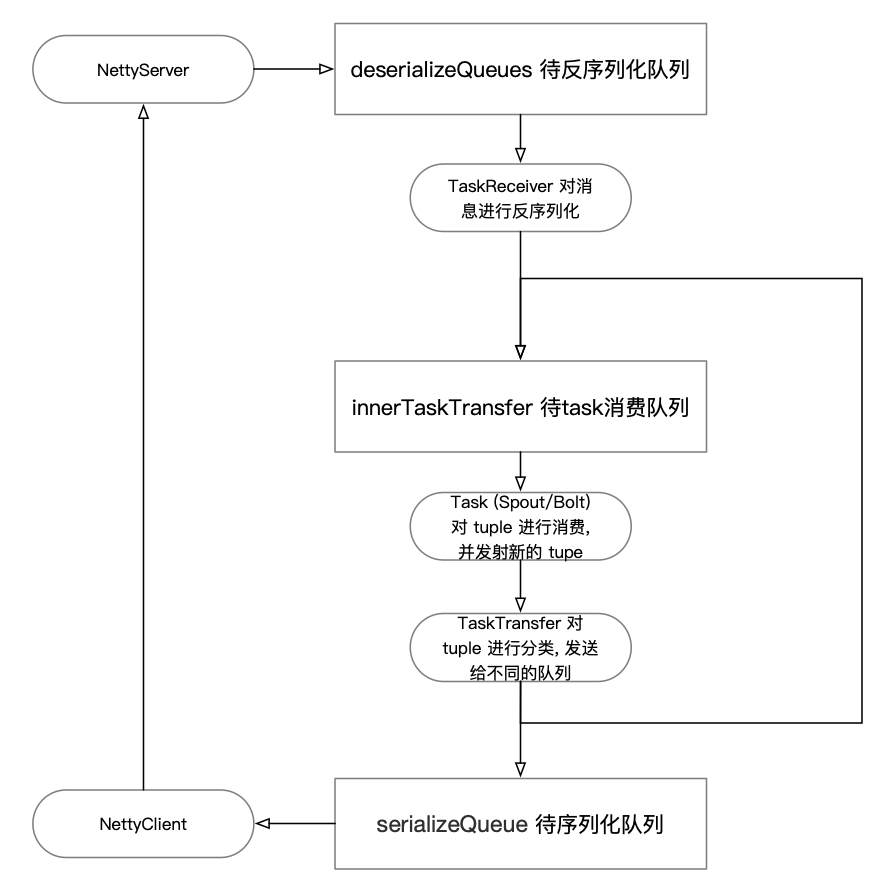 NettyServer
deserializeQueues 待反序列化队列
TaskReceiver 对消
息进行反序列化
innerTaskTransfer 待task消费队列
Task (Spout/Bolt)
对 tuple 进行消费,
并发射新的 tupe
TaskTransfer 对
tuple 进行分类, 发送
给不同的队列
NettyClient
serializeQueue 待序列化队列